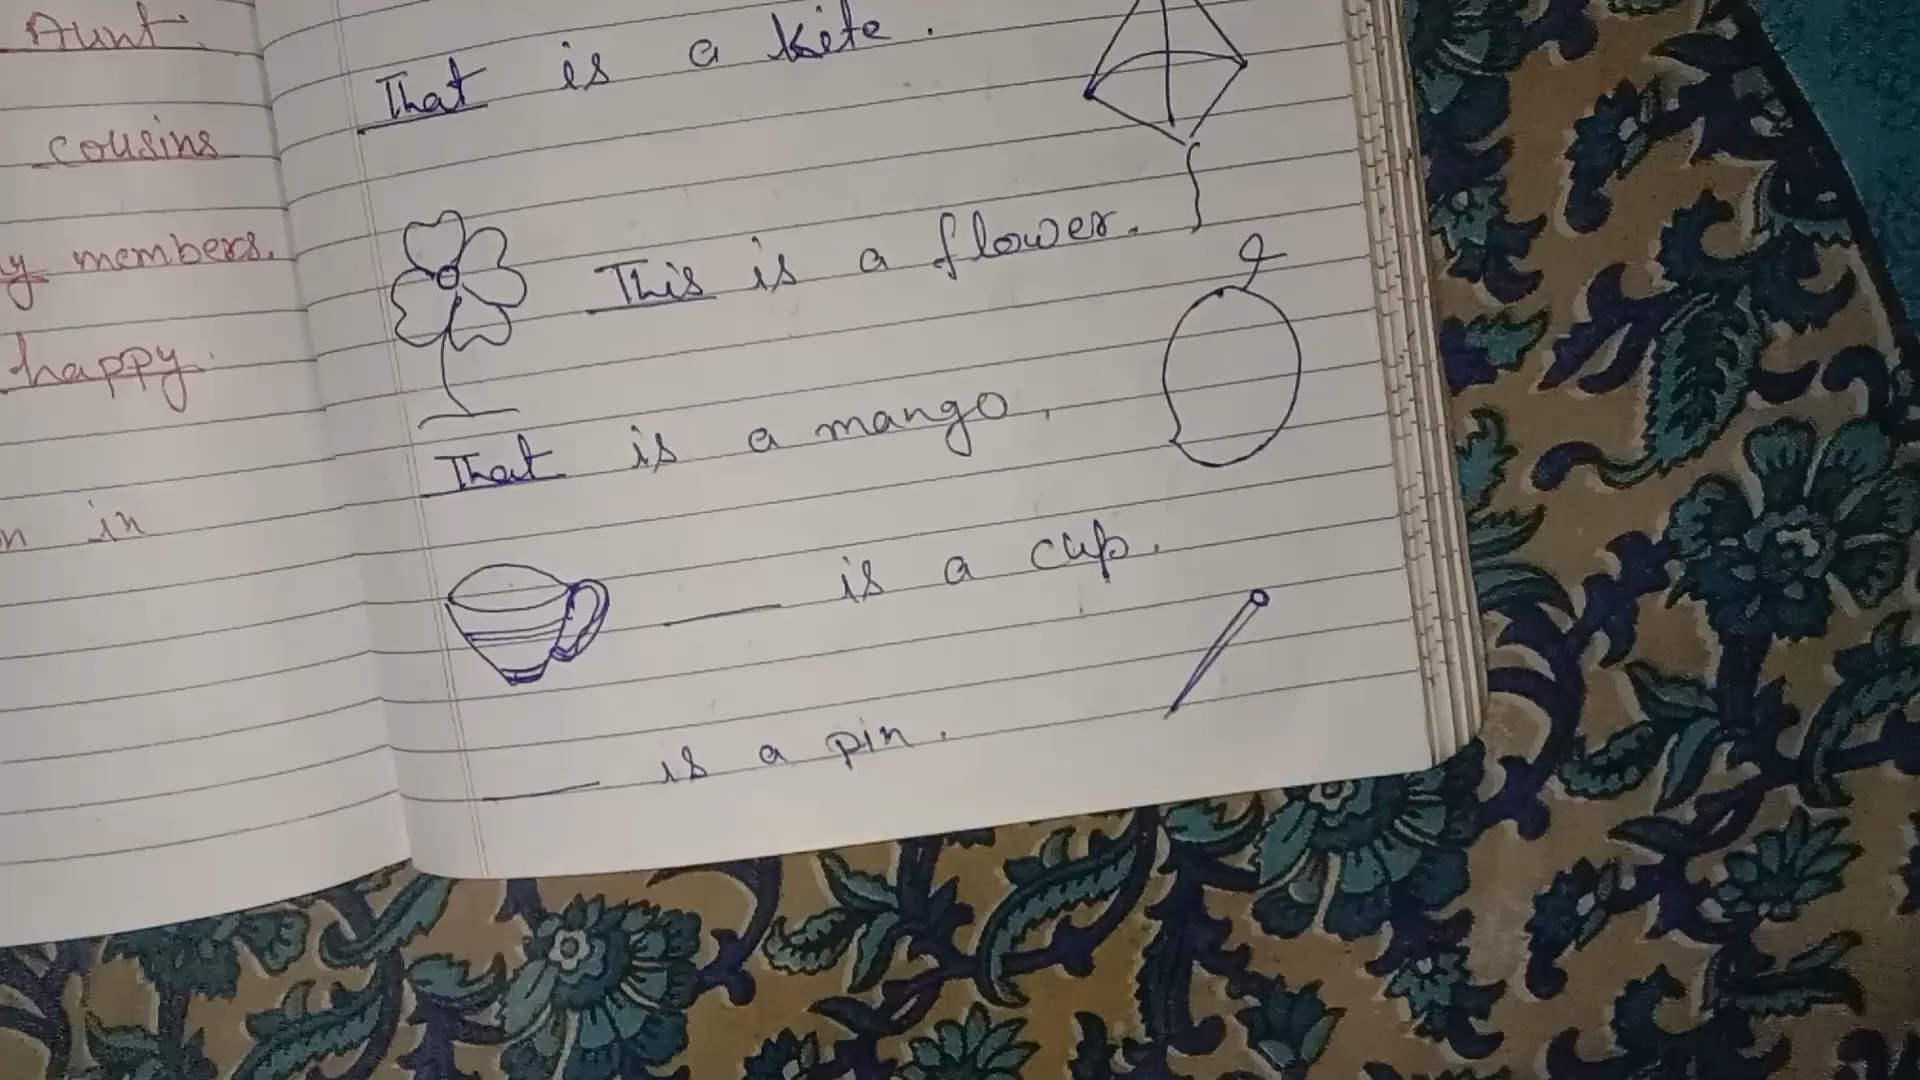 Aunt.
cousins
y members.
happy.
n in
That is a kite.
This is a flower.
That is a mango.
____ is a cup.
____ is a pin.